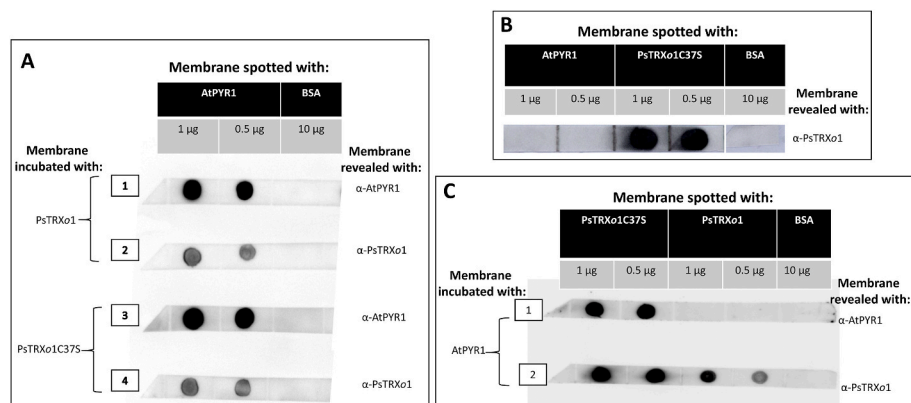 A
Membrane spotted with:
AtPYR1 BSA
1 µg 0.5 µg 10 µg
Membrane incubated with:
Membrane revealed with:
PsTRXo1
1 α-AtPYR1
2 α-PsTRXo1
PsTRXo1C37S
3 α-AtPYR1
4 α-PsTRXo1
B
Membrane spotted with:
AtPYR1 PsTRXo1C37S BSA
1 µg 0.5 µg 1 µg 0.5 µg 10 µg
Membrane revealed with:
α-PsTRXo1
C
Membrane spotted with:
PsTRXo1C37S PsTRXo1 BSA
1 µg 0.5 µg 1 µg 0.5 µg 10 µg
Membrane incubated with:
Membrane revealed with:
AtPYR1
1 α-AtPYR1
2 α-PsTRXo1